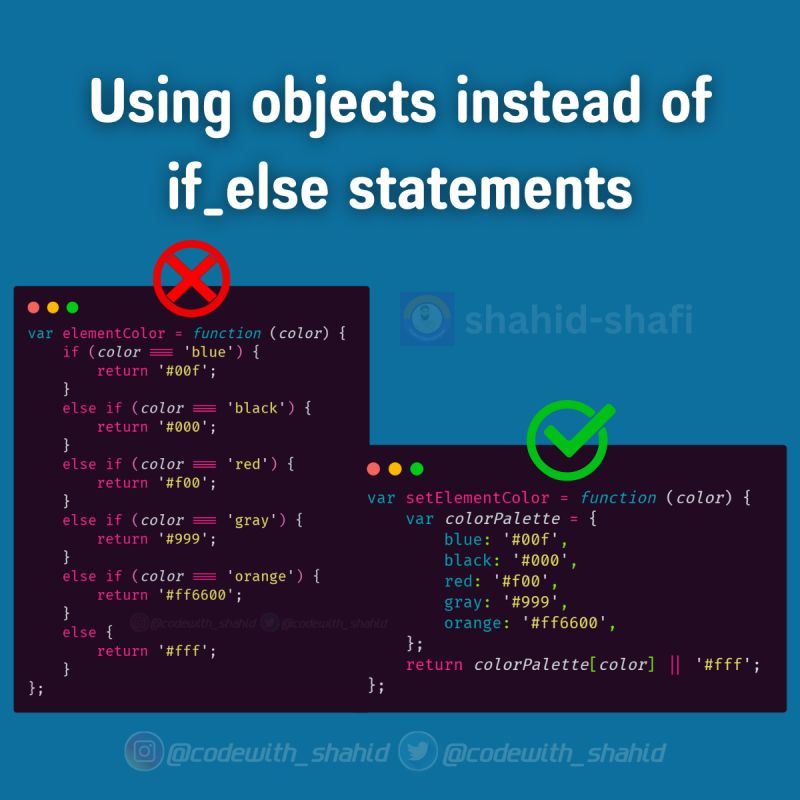 Using objects instead of
if_else statements
shahid-shafi
var elementColor = function (color) {
    if (color === 'blue') {
        return '#00f';
    }
    else if (color === 'black') {
        return '#000';
    }
    else if (color === 'red') {
        return '#f00';
    }
    else if (color === 'gray') {
        return '#999';
    }
    else if (color === 'orange') {
        return '#ff6600';
    }
    else {
        return '#fff';
    }
};
@codewith_shahid @codewith_shahid
var setElementColor = function (color) {
    var colorPalette = {
        blue: '#00f',
        black: '#000',
        red: '#f00',
        gray: '#999',
        orange: '#ff6600',
    };
    return colorPalette[color] || '#fff';
};
@codewith_shahid @codewith_shahid